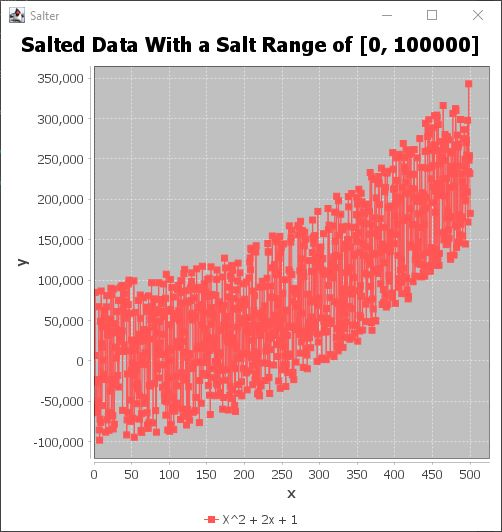 Salter
Salted Data With a Salt Range of [0, 100000]
350,000
300,000
250,000
200,000
150,000
100,000
50,000
0
-50,000
-100,000
y
0 50 100 150 200 250 300 350 400 450 500
x
X^2 + 2x + 1